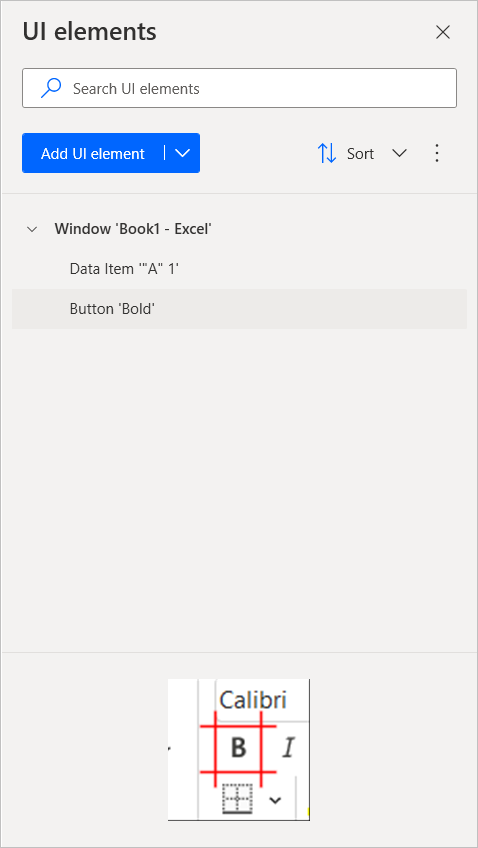 UI elements
Search UI elements
Add UI element
Sort
Window 'Book1 - Excel'
Data Item '"A" 1'
Button 'Bold'
Calibri
B I